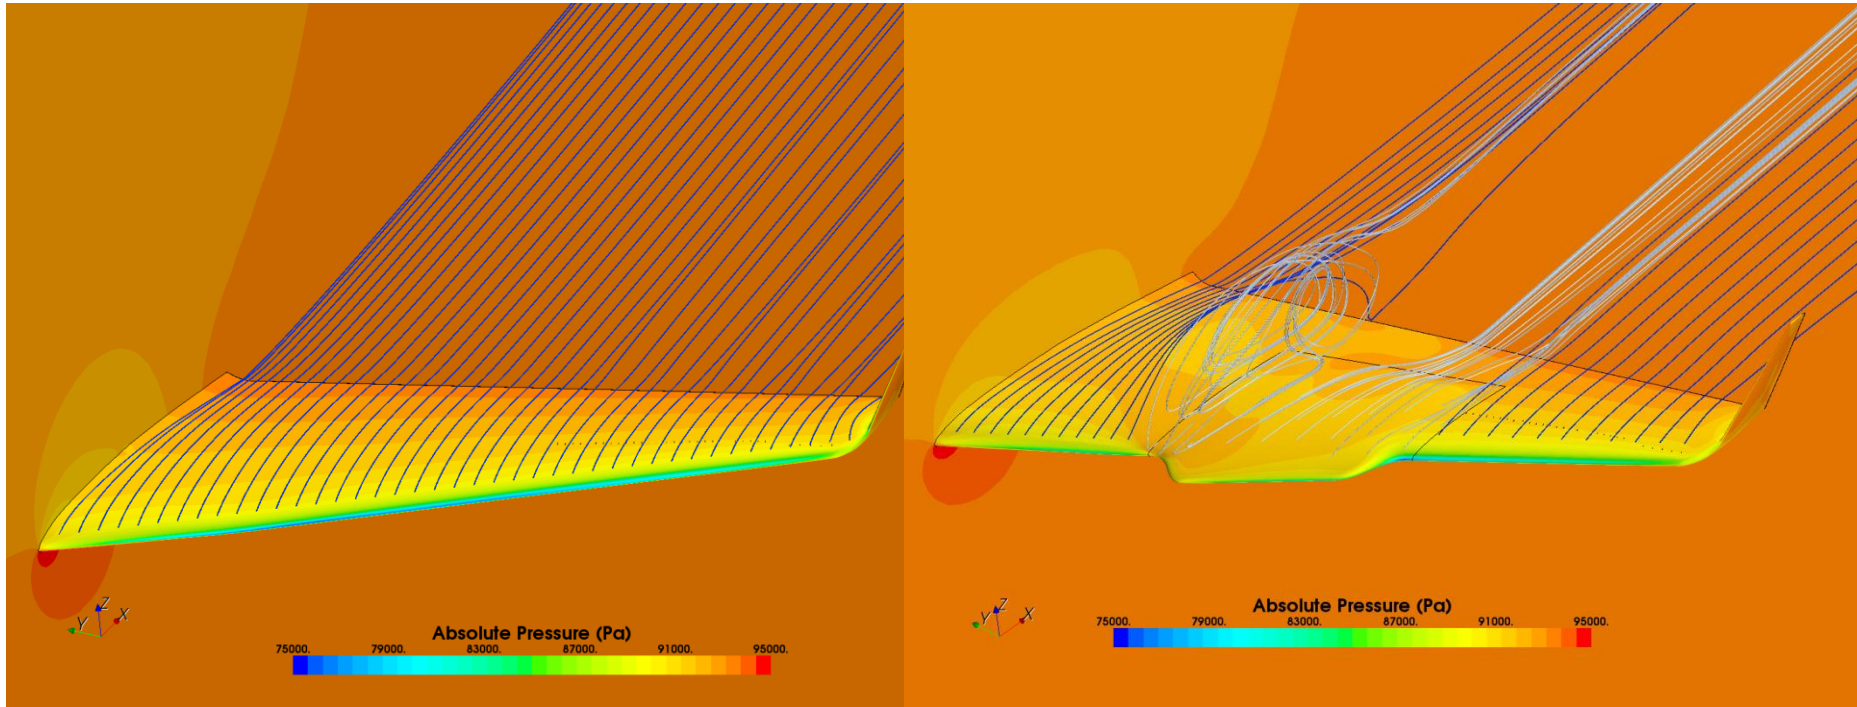 Z
Y X
Absolute Pressure (Pa)
75000. 79000. 83000. 87000. 91000. 95000.
Z
Y X
Absolute Pressure (Pa)
75000. 79000. 83000. 87000. 91000. 95000.